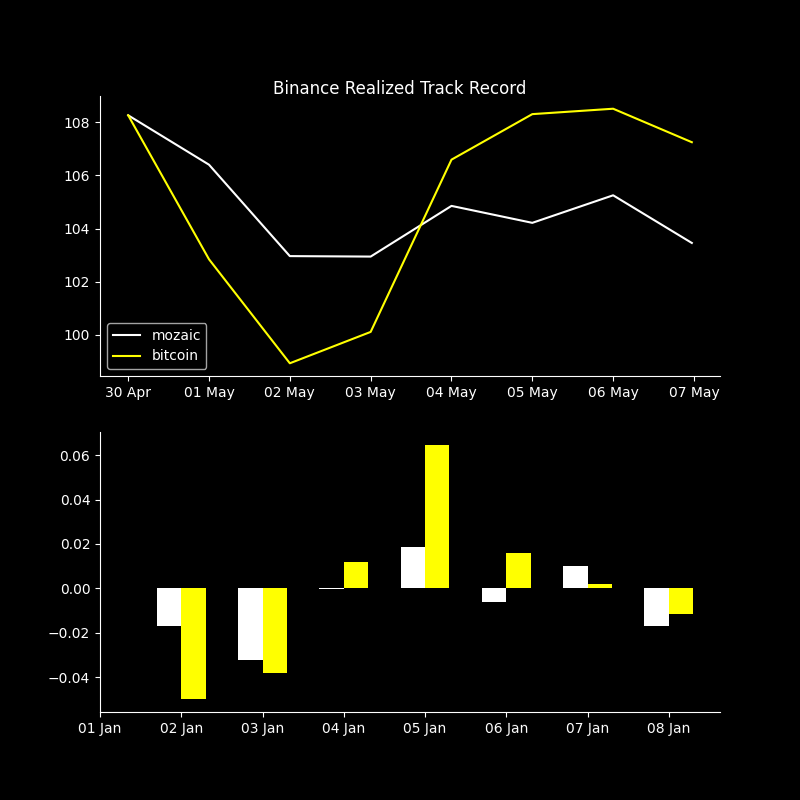 Binance Realized Track Record
108
106
104
102
100
mozaic
bitcoin
30 Apr 01 May 02 May 03 May 04 May 05 May 06 May 07 May
0.06
0.04
0.02
0.00
−0.02
−0.04
01 Jan 02 Jan 03 Jan 04 Jan 05 Jan 06 Jan 07 Jan 08 Jan